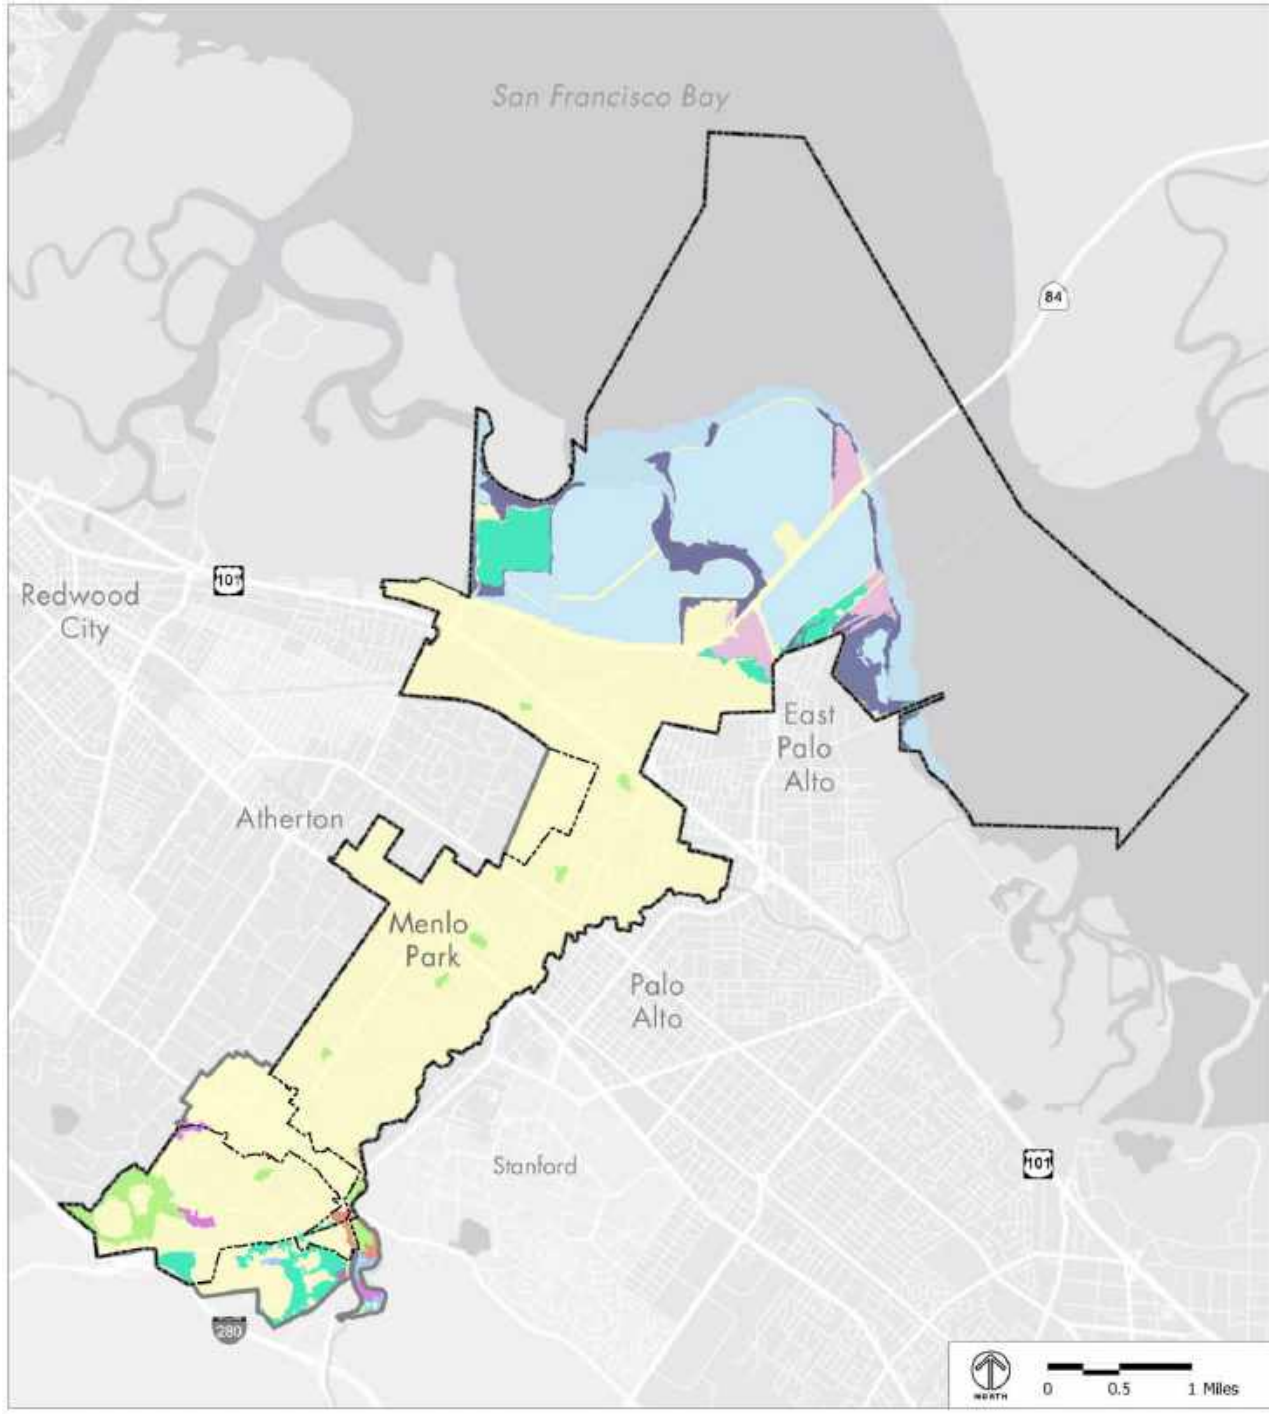 San Francisco Bay
84
101
Redwood
City
East
Palo
Alto
Atherton
Menlo
Park
Palo
Alto
Stanford
101
280
NORTH
0 0.5 1 Miles